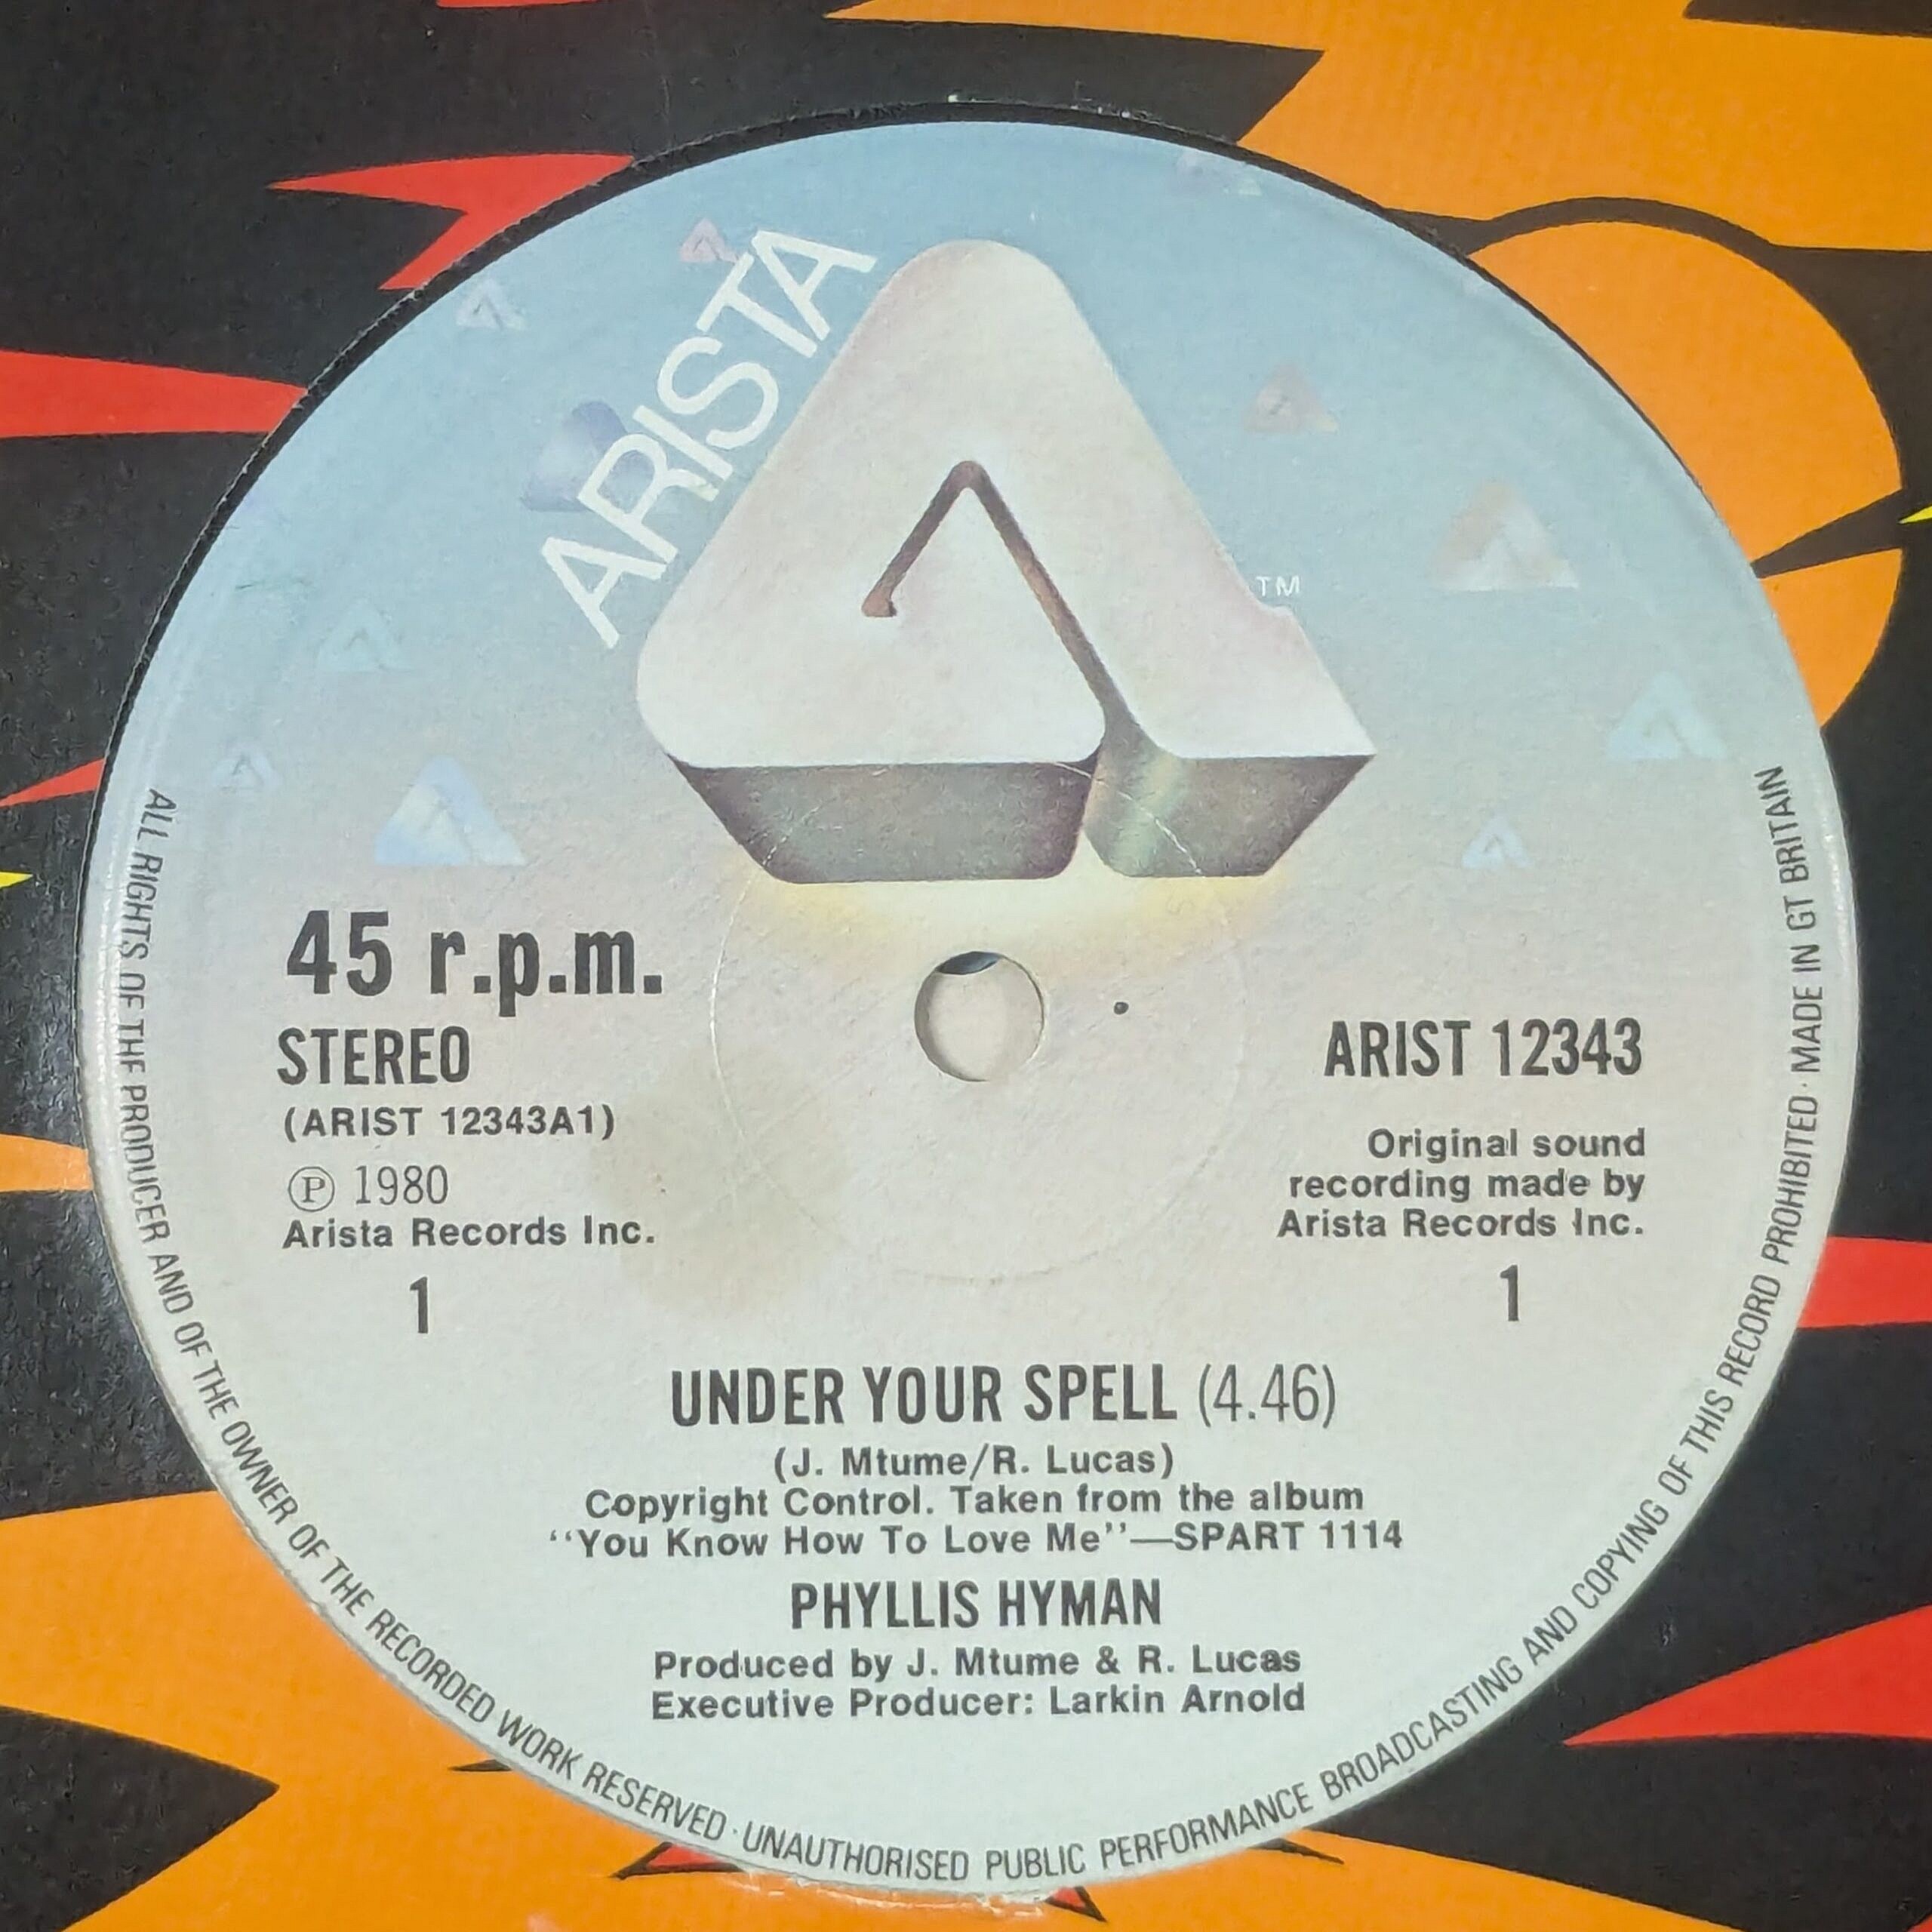 ARISTA
TM
45 r.p.m.
STEREO
(ARIST 12343A1)
℗ 1980
Arista Records Inc.
1
ARIST 12343
Original sound
recording made by
Arista Records Inc.
1
UNDER YOUR SPELL (4.46)
(J. Mtume/R. Lucas)
Copyright Control. Taken from the album
“You Know How To Love Me”—SPART 1114
PHYLLIS HYMAN
Produced by J. Mtume & R. Lucas
Executive Producer: Larkin Arnold
ALL RIGHTS OF THE PRODUCER AND OF THE OWNER OF THE RECORDED WORK RESERVED · UNAUTHORISED PUBLIC PERFORMANCE BROADCASTING AND COPYING OF THIS RECORD PROHIBITED · MADE IN GT BRITAIN